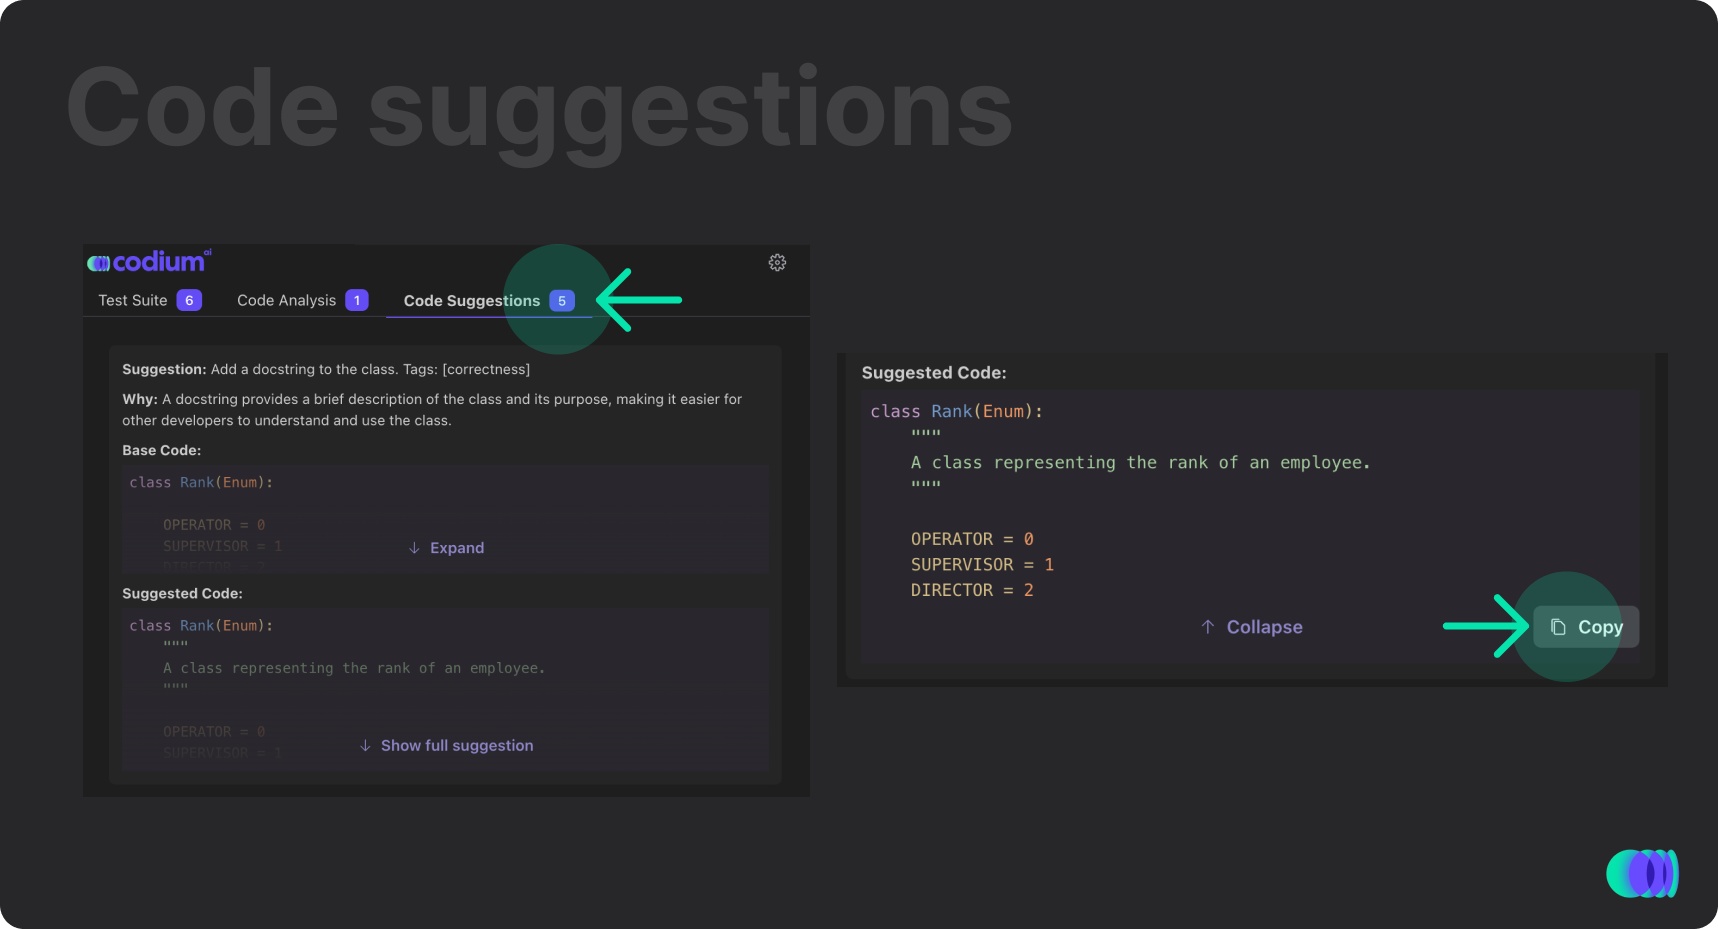 Code suggestions
codium ai
Test Suite 6 Code Analysis 1 Code Suggestions 5
Suggestion: Add a docstring to the class. Tags: [correctness]
Why: A docstring provides a brief description of the class and its purpose, making it easier for
other developers to understand and use the class.
Base Code:
class Rank(Enum):
OPERATOR = 0
SUPERVISOR = 1
DIRECTOR = 2
↓ Expand
Suggested Code:
class Rank(Enum):
"""
A class representing the rank of an employee.
"""
OPERATOR = 0
SUPERVISOR = 1
↓ Show full suggestion
Suggested Code:
class Rank(Enum):
"""
A class representing the rank of an employee.
"""
OPERATOR = 0
SUPERVISOR = 1
DIRECTOR = 2
↑ Collapse
Copy